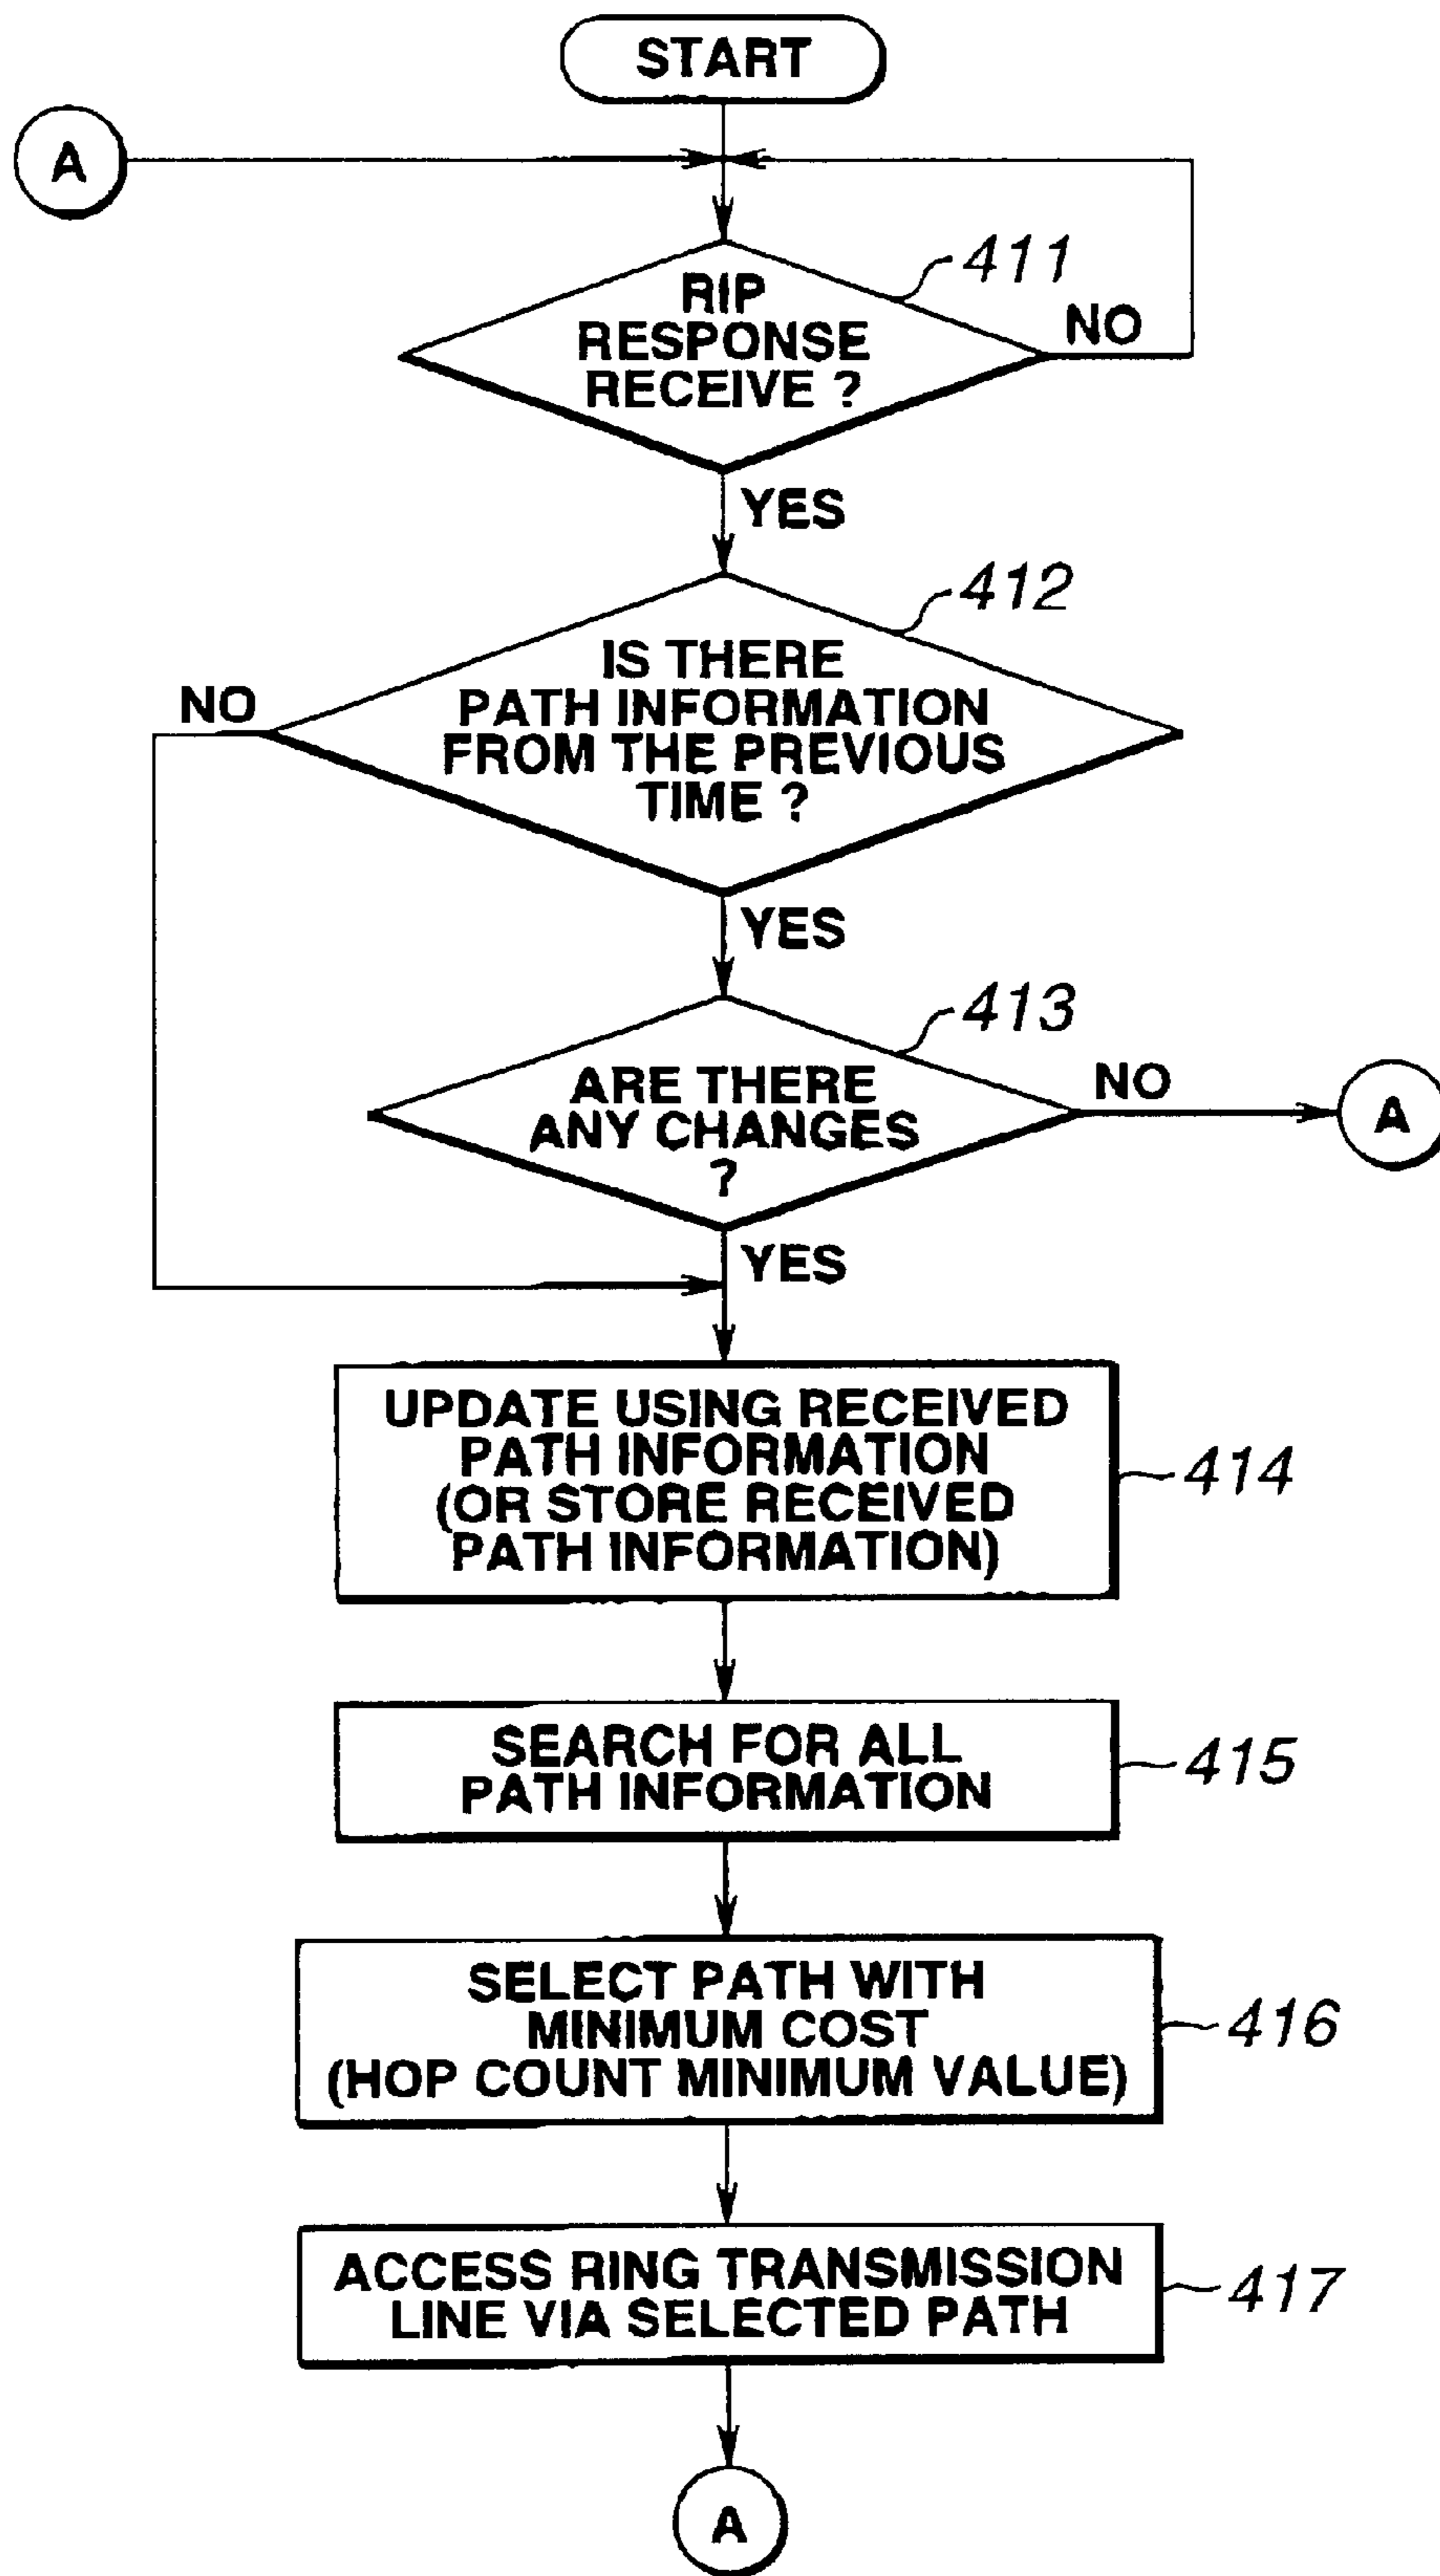 START
A
411
RIP
RESPONSE
RECEIVE ?
NO
YES
412
IS THERE
PATH INFORMATION
FROM THE PREVIOUS
TIME ?
NO
YES
413
ARE THERE
ANY CHANGES
?
NO
A
YES
UPDATE USING RECEIVED
PATH INFORMATION
(OR STORE RECEIVED
PATH INFORMATION)
414
SEARCH FOR ALL
PATH INFORMATION
415
SELECT PATH WITH
MINIMUM COST
(HOP COUNT MINIMUM VALUE)
416
ACCESS RING TRANSMISSION
LINE VIA SELECTED PATH
417
A